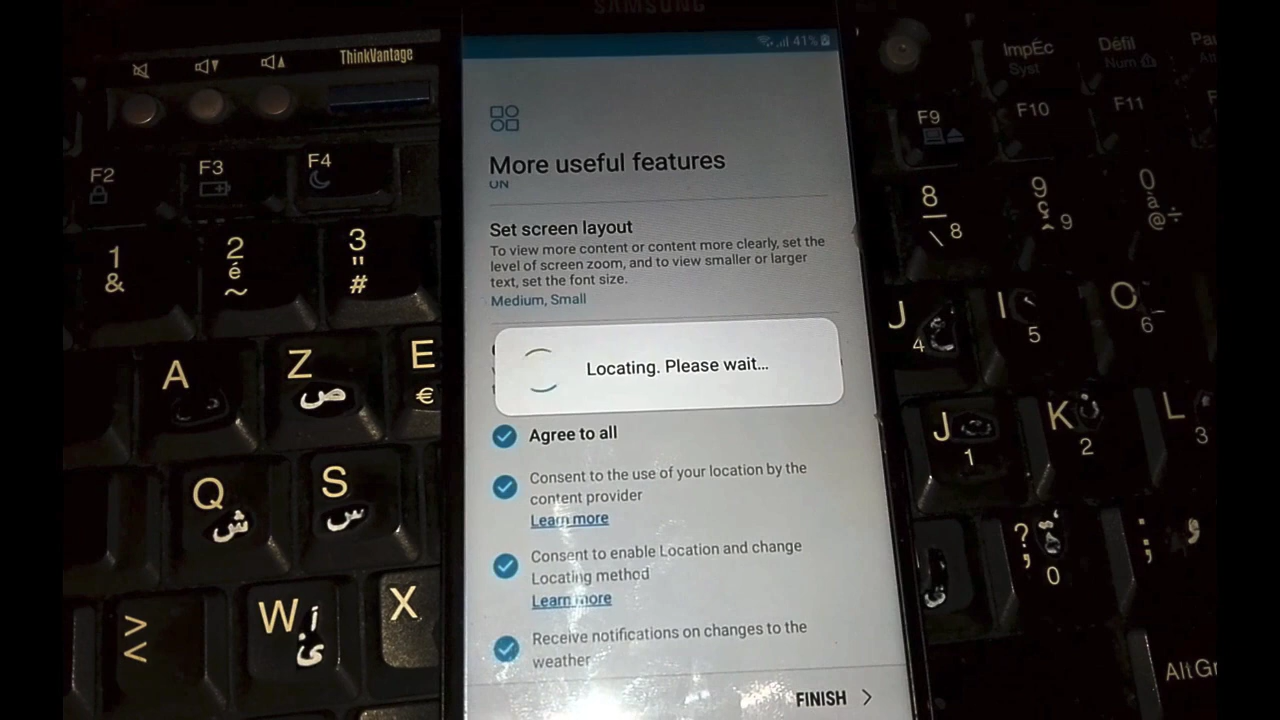 SAMSUNG
41%
More useful features
ON
Set screen layout
To view more content or content more clearly, set the
level of screen zoom, and to view smaller or larger
text, set the font size.
Medium, Small
Locating. Please wait...
Agree to all
Consent to the use of your location by the
content provider
Learn more
Consent to enable Location and change
Locating method
Learn more
Receive notifications on changes to the
weather
FINISH >
ThinkVantage
F2
F3
F4
1
&
2
é
~
3
"
#
A
Z
ص
E
€
Q
ش
S
س
>
<
W
أ
ئ
X
ImpÉc
Syst
Défil
Num
F9
F10
F11
8
_
\ 8
9
ç
^ 9
0
à
@ ÷
J
4
I
5
O
6
J
1
K
2
L
3
?
,
0
.
;
و
AltGr